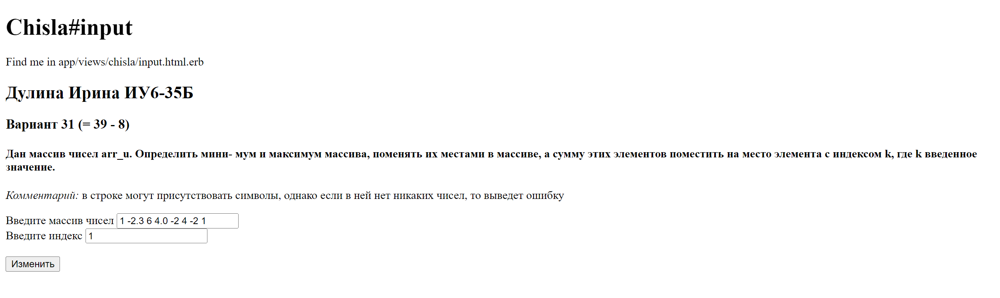 Chisla#input
Find me in app/views/chisla/input.html.erb
Дулина Ирина ИУ6-35Б
Вариант 31 (= 39 - 8)
Дан массив чисел arr_u. Определить мини- мум и максимум массива, поменять их местами в массиве, а сумму этих элементов поместить на место элемента с индексом k, где k введенное
значение.
Комментарий: в строке могут присутствовать символы, однако если в ней нет никаких чисел, то выведет ошибку
Введите массив чисел 1 -2.3 6 4.0 -2 4 -2 1
Введите индекс 1
Изменить